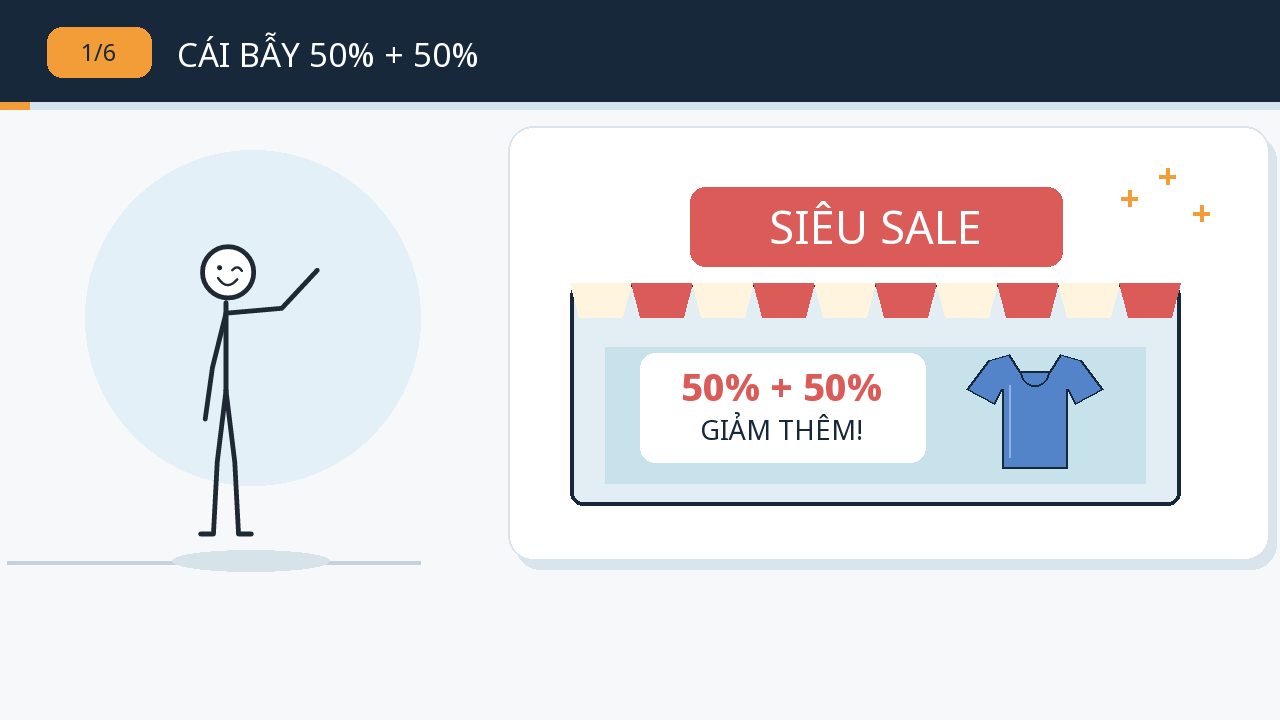 1/6
CÁI BẪY 50% + 50%
SIÊU SALE
50% + 50%
GIẢM THÊM!